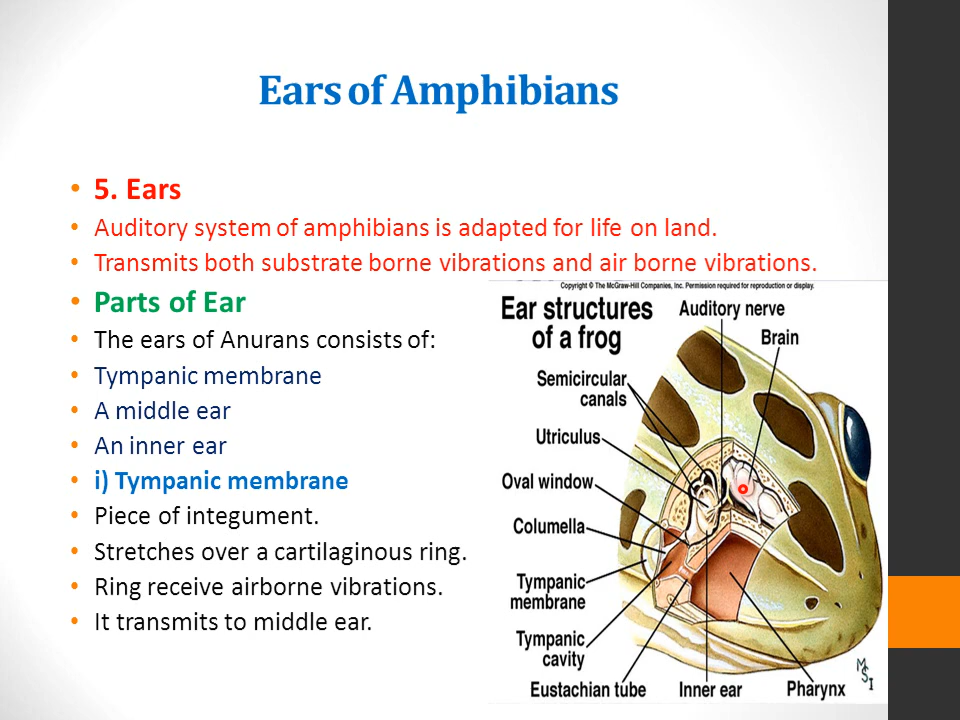 Ears of Amphibians
• 5. Ears
• Auditory system of amphibians is adapted for life on land.
• Transmits both substrate borne vibrations and air borne vibrations.
• Parts of Ear
• The ears of Anurans consists of:
• Tympanic membrane
• A middle ear
• An inner ear
• i) Tympanic membrane
• Piece of integument.
• Stretches over a cartilaginous ring.
• Ring receive airborne vibrations.
• It transmits to middle ear.
Copyright © The McGraw-Hill Companies, Inc. Permission required for reproduction or display.
Ear structures
of a frog
Auditory nerve
Brain
Semicircular
canals
Utriculus
Oval window
Columella
Tympanic
membrane
Tympanic
cavity
Eustachian tube
Inner ear
Pharynx